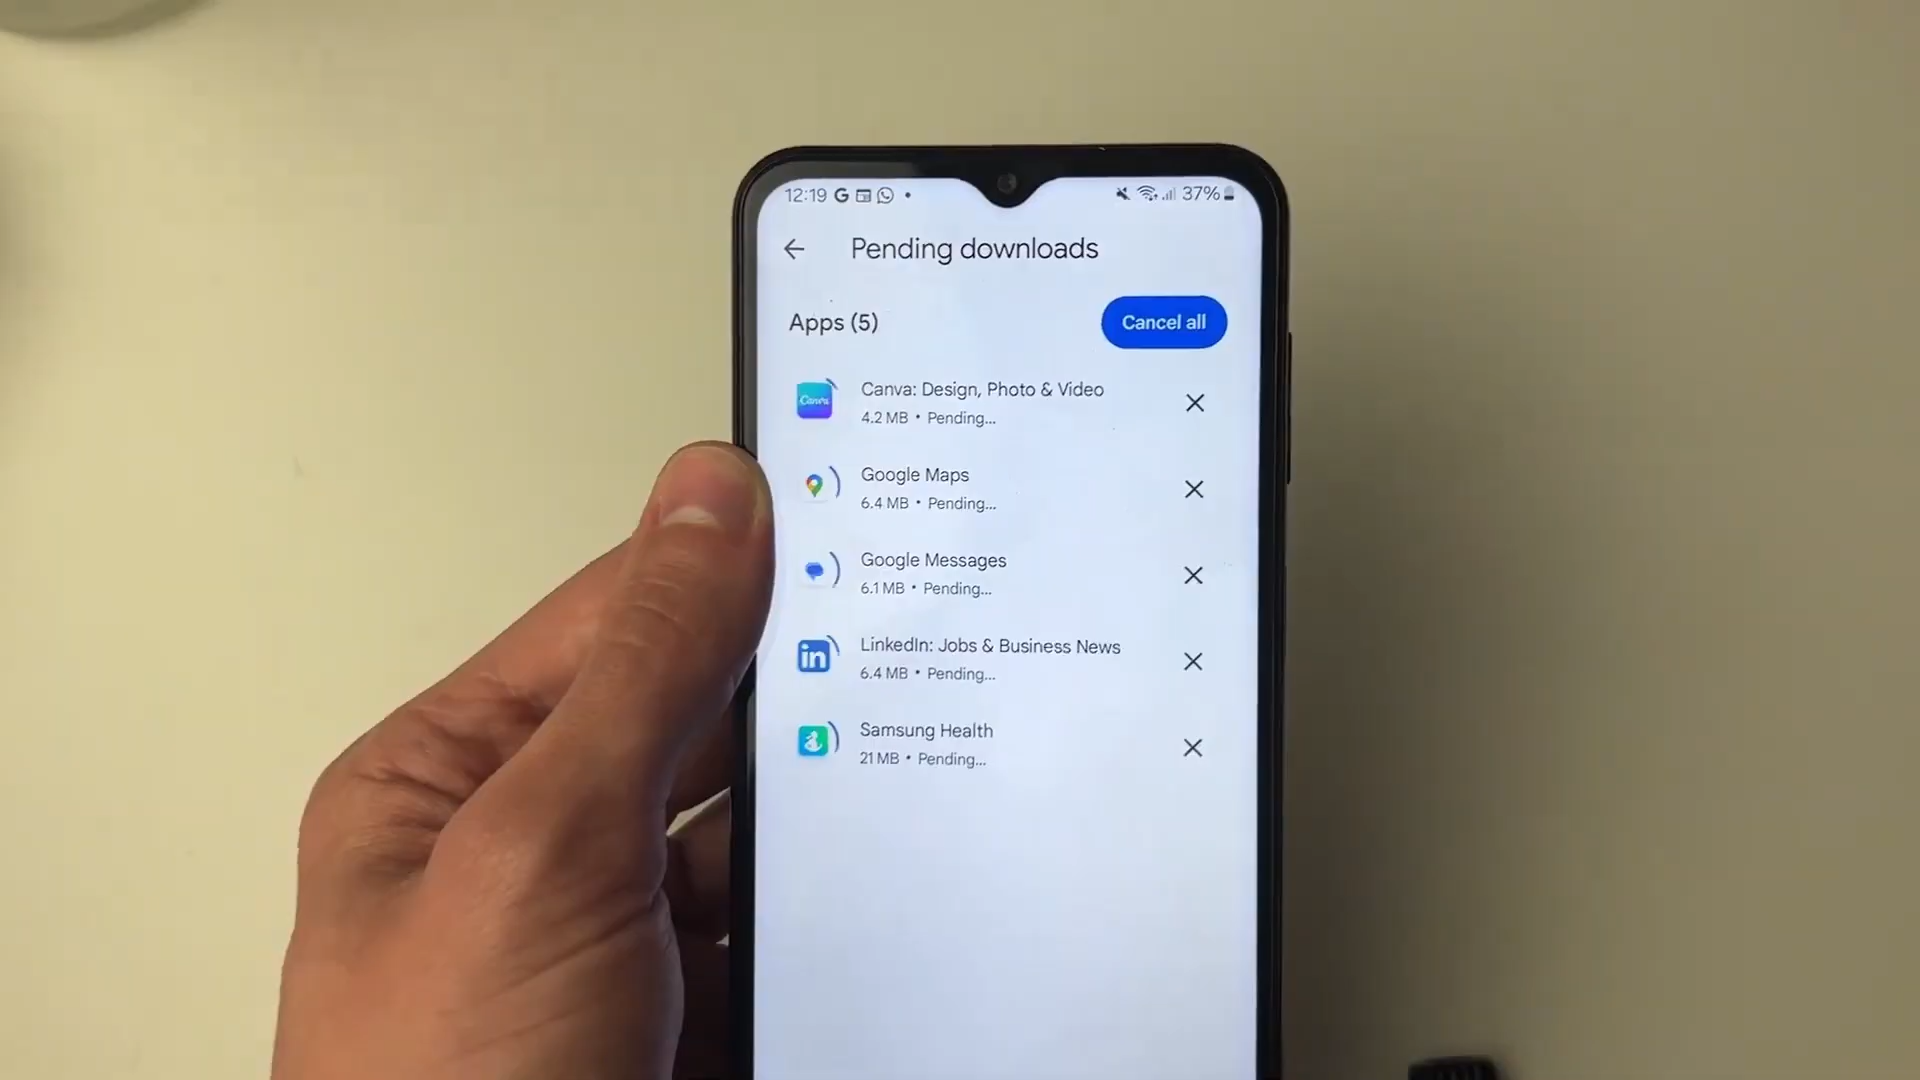 12:19 37%
Pending downloads
Apps (5) Cancel all
Canva: Design, Photo & Video
Canva
4.2 MB • Pending...
Google Maps
6.4 MB • Pending...
Google Messages
6.1 MB • Pending...
LinkedIn: Jobs & Business News
in
6.4 MB • Pending...
Samsung Health
21 MB • Pending...